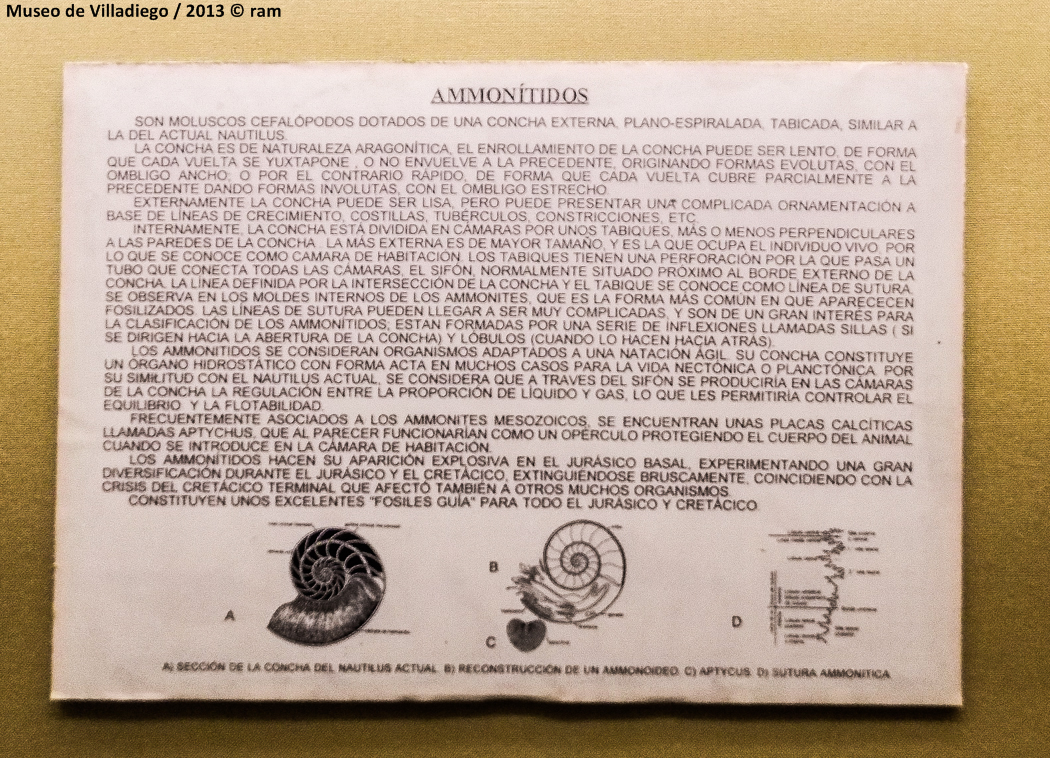 Museo de Villadiego / 2013 © ram
AMMONÍTIDOS
SON MOLUSCOS CEFALÓPODOS DOTADOS DE UNA CONCHA EXTERNA, PLANO-ESPIRALADA, TABICADA, SIMILAR A
LA DEL ACTUAL NAUTILUS.
LA CONCHA ES DE NATURALEZA ARAGONÍTICA, EL ENROLLAMIENTO DE LA CONCHA PUEDE SER LENTO, DE FORMA
QUE CADA VUELTA SE YUXTAPONE , O NO ENVUELVE A LA PRECEDENTE, ORIGINANDO FORMAS EVOLUTAS, CON EL
OMBLIGO ANCHO; O POR EL CONTRARIO RÁPIDO, DE FORMA QUE CADA VUELTA CUBRE PARCIALMENTE A LA
PRECEDENTE DANDO FORMAS INVOLUTAS, CON EL OMBLIGO ESTRECHO.
EXTERNAMENTE LA CONCHA PUEDE SER LISA, PERO PUEDE PRESENTAR UNA COMPLICADA ORNAMENTACIÓN A
BASE DE LÍNEAS DE CRECIMIENTO, COSTILLAS, TUBÉRCULOS, CONSTRICCIONES, ETC.
INTERNAMENTE, LA CONCHA ESTÁ DIVIDIDA EN CÁMARAS POR UNOS TABIQUES, MÁS O MENOS PERPENDICULARES
A LAS PAREDES DE LA CONCHA . LA MÁS EXTERNA ES DE MAYOR TAMAÑO, Y ES LA QUE OCUPA EL INDIVIDUO VIVO, POR
LO QUE SE CONOCE COMO CAMARA DE HABITACIÓN. LOS TABIQUES TIENEN UNA PERFORACIÓN POR LA QUE PASA UN
TUBO QUE CONECTA TODAS LAS CÁMARAS, EL SIFÓN, NORMALMENTE SITUADO PRÓXIMO AL BORDE EXTERNO DE LA
CONCHA. LA LÍNEA DEFINIDA POR LA INTERSECCIÓN DE LA CONCHA Y EL TABIQUE SE CONOCE COMO LÍNEA DE SUTURA,
SE OBSERVA EN LOS MOLDES INTERNOS DE LOS AMMONITES, QUE ES LA FORMA MÁS COMÚN EN QUE APARECECEN
FOSILIZADOS. LAS LÍNEAS DE SUTURA PUEDEN LLEGAR A SER MUY COMPLICADAS, Y SON DE UN GRAN INTERÉS PARA
LA CLASIFICACIÓN DE LOS AMMONÍTIDOS; ESTAN FORMADAS POR UNA SERIE DE INFLEXIONES LLAMADAS SILLAS ( SI
SE DIRIGEN HACIA LA ABERTURA DE LA CONCHA) Y LÓBULOS (CUANDO LO HACEN HACIA ATRÁS).
LOS AMMONITIDOS SE CONSIDERAN ORGANISMOS ADAPTADOS A UNA NATACIÓN ÁGIL. SU CONCHA CONSTITUYE
UN ÓRGANO HIDROSTÁTICO CON FORMA ACTA EN MUCHOS CASOS PARA LA VIDA NECTÓNICA O PLANCTÓNICA. POR
SU SIMILITUD CON EL NAUTILUS ACTUAL, SE CONSIDERA QUE A TRAVES DEL SIFÓN SE PRODUCIRÍA EN LAS CÁMARAS
DE LA CONCHA LA REGULACIÓN ENTRE LA PROPORCIÓN DE LÍQUIDO Y GAS, LO QUE LES PERMITIRÍA CONTROLAR EL
EQUILIBRIO Y LA FLOTABILIDAD.
FRECUENTEMENTE ASOCIADOS A LOS AMMONITES MESOZOICOS, SE ENCUENTRAN UNAS PLACAS CALCÍTICAS
LLAMADAS APTYCHUS, QUE AL PARECER FUNCIONARÍAN COMO UN OPÉRCULO PROTEGIENDO EL CUERPO DEL ANIMAL
CUANDO SE INTRODUCE EN LA CÁMARA DE HABITACIÓN.
LOS AMMONÍTIDOS HACEN SU APARICIÓN EXPLOSIVA EN EL JURÁSICO BASAL, EXPERIMENTANDO UNA GRAN
DIVERSIFICACIÓN DURANTE EL JURÁSICO Y EL CRETÁCICO, EXTINGUIÉNDOSE BRUSCAMENTE, COINCIDIENDO CON LA
CRISIS DEL CRETÁCICO TERMINAL QUE AFECTÓ TAMBIÉN A OTROS MUCHOS ORGANISMOS.
CONSTITUYEN UNOS EXCELENTES "FOSILES GUÍA" PARA TODO EL JURÁSICO Y CRETÁCICO.
A
B
C
D
A) SECCIÓN DE LA CONCHA DEL NAUTILUS ACTUAL. B) RECONSTRUCCIÓN DE UN AMMONOIDEO. C) APTYCUS. D) SUTURA AMMONITICA